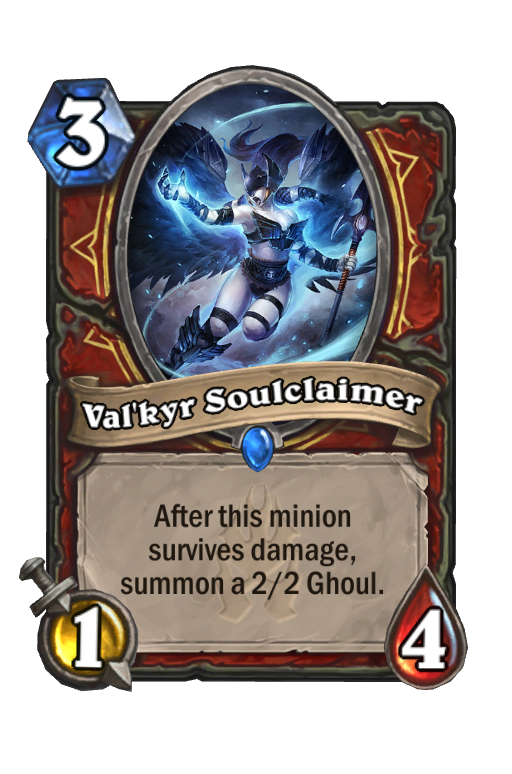 3
Val'kyr Soulclaimer
After this minion
survives damage,
summon a 2/2 Ghoul.
1
4